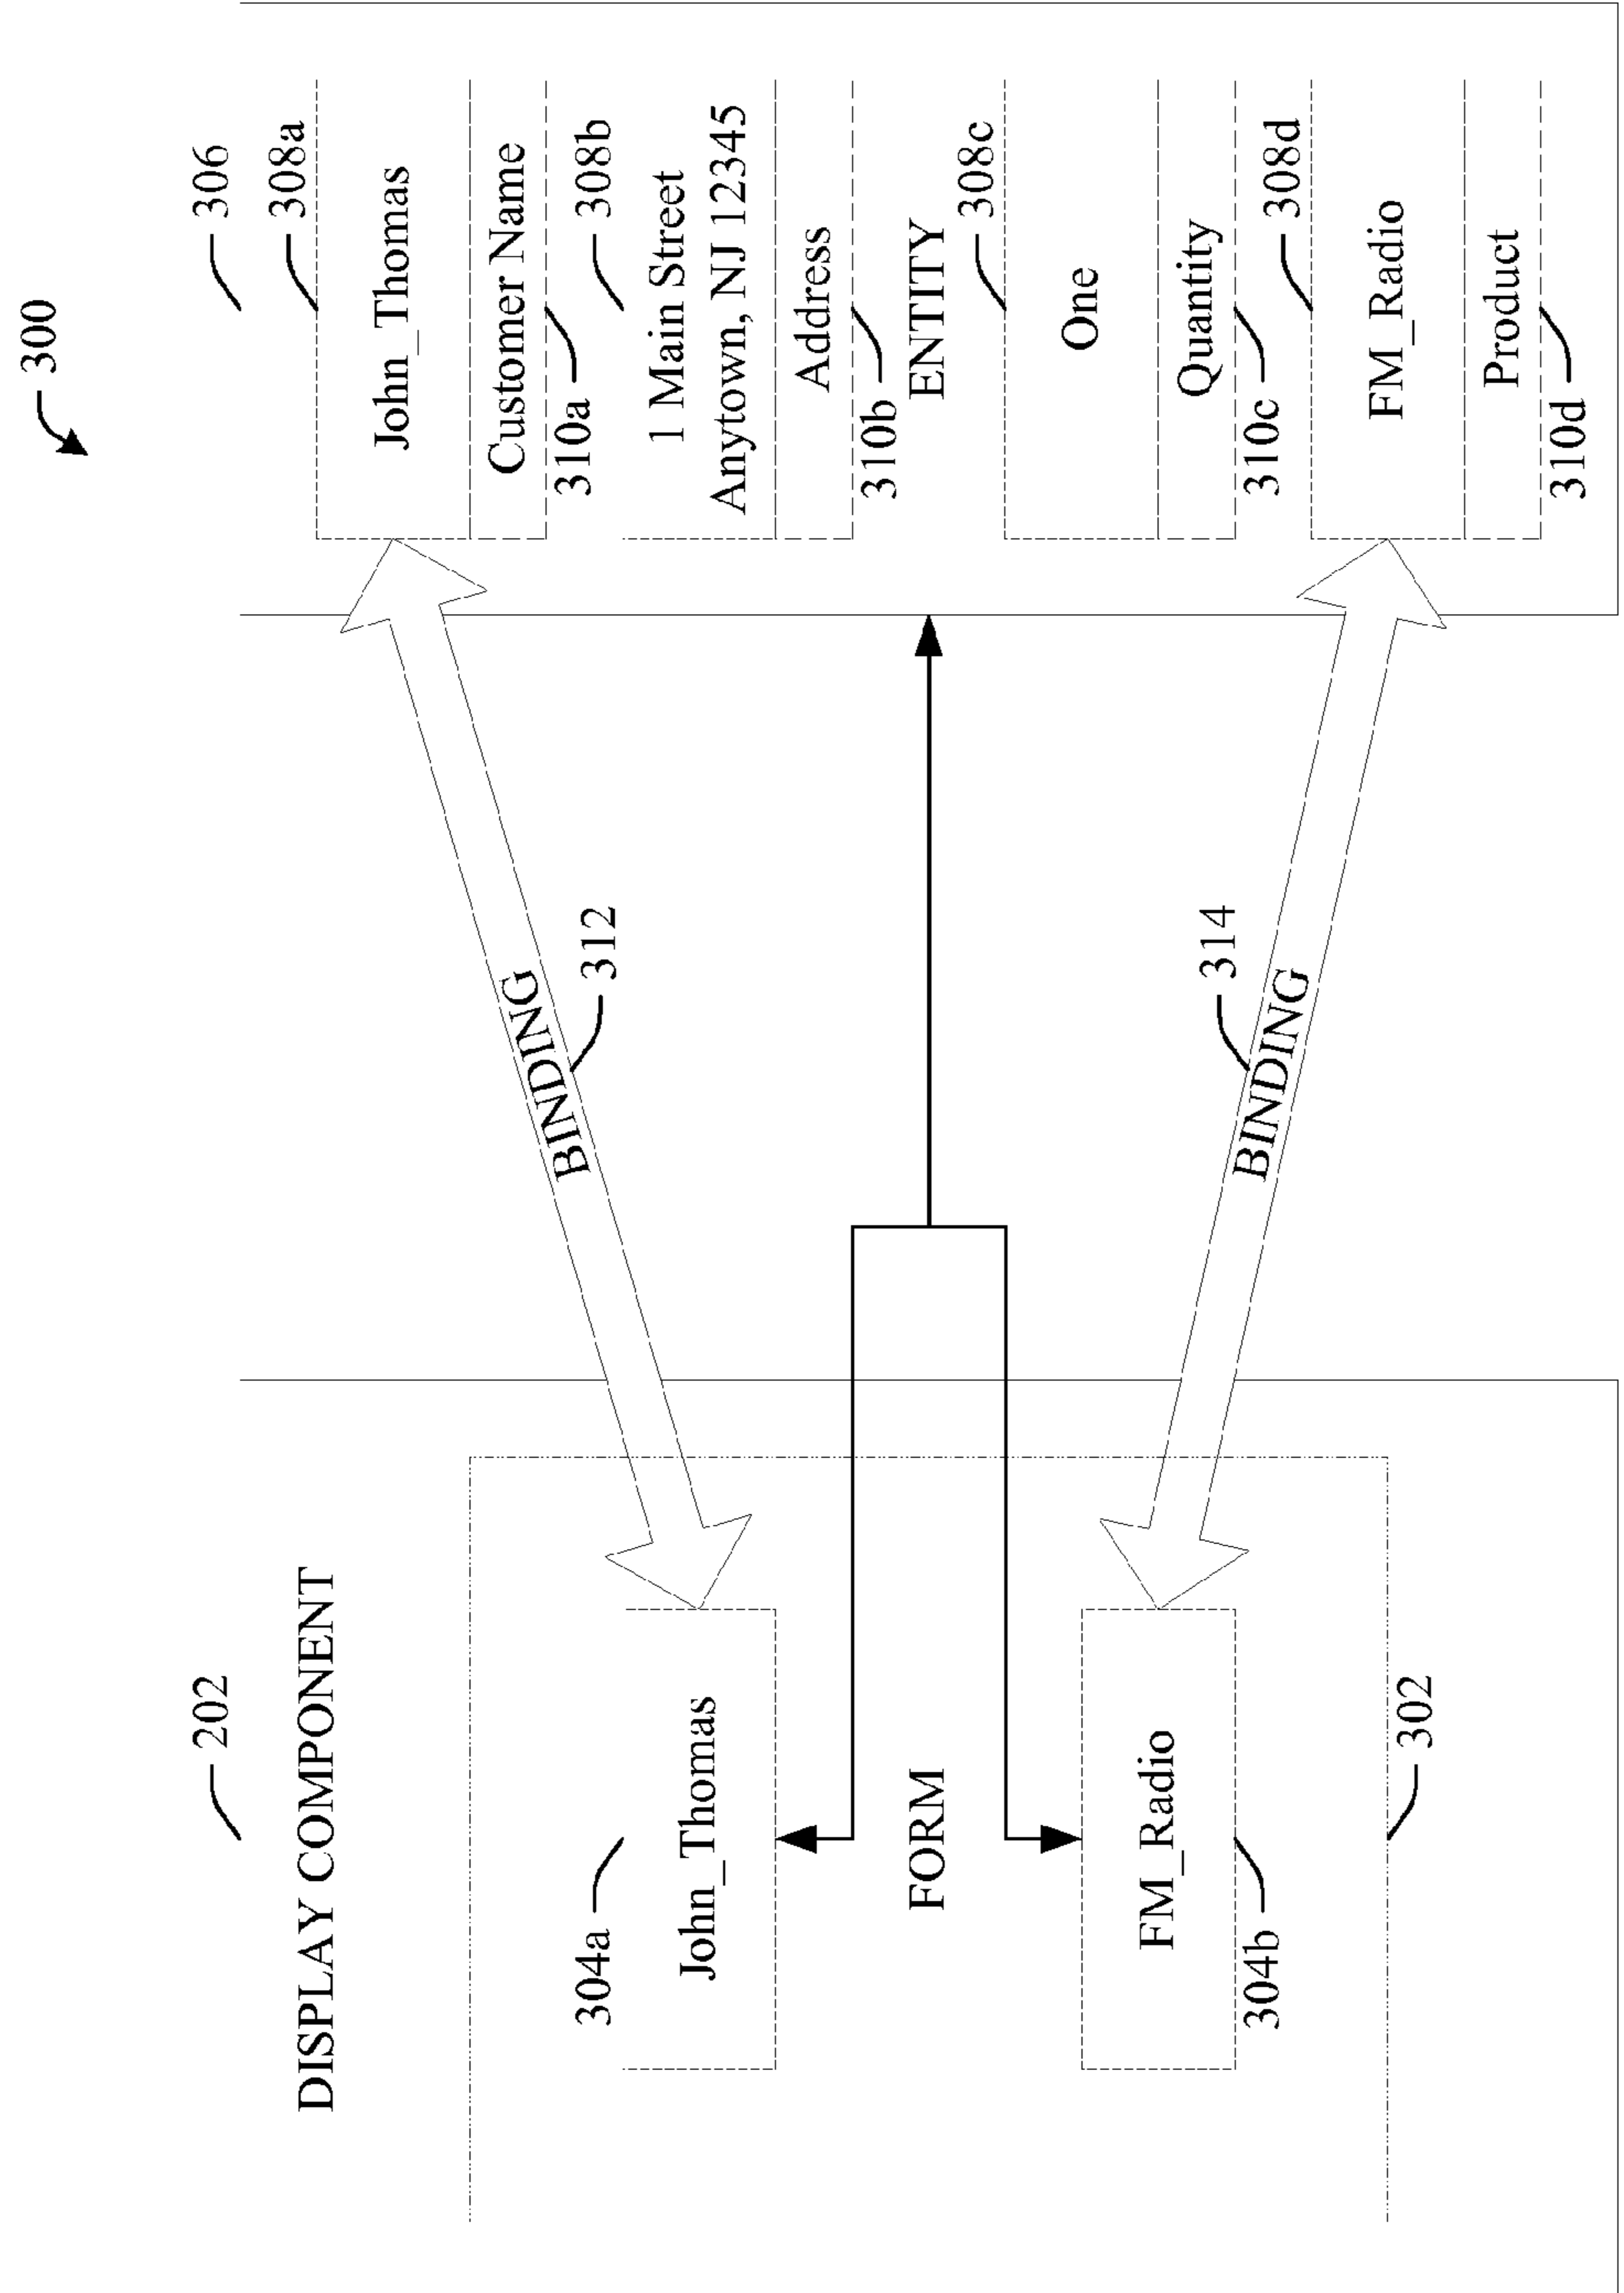 300
202
DISPLAY COMPONENT
304a
John_Thomas
FORM
FM_Radio
304b
302
BINDING
312
314
BINDING
306
308a
John_Thomas
Customer Name
310a
308b
1 Main Street
Anytown, NJ 12345
Address
310b
ENTITY
308c
One
Quantity
310c
308d
FM_Radio
Product
310d